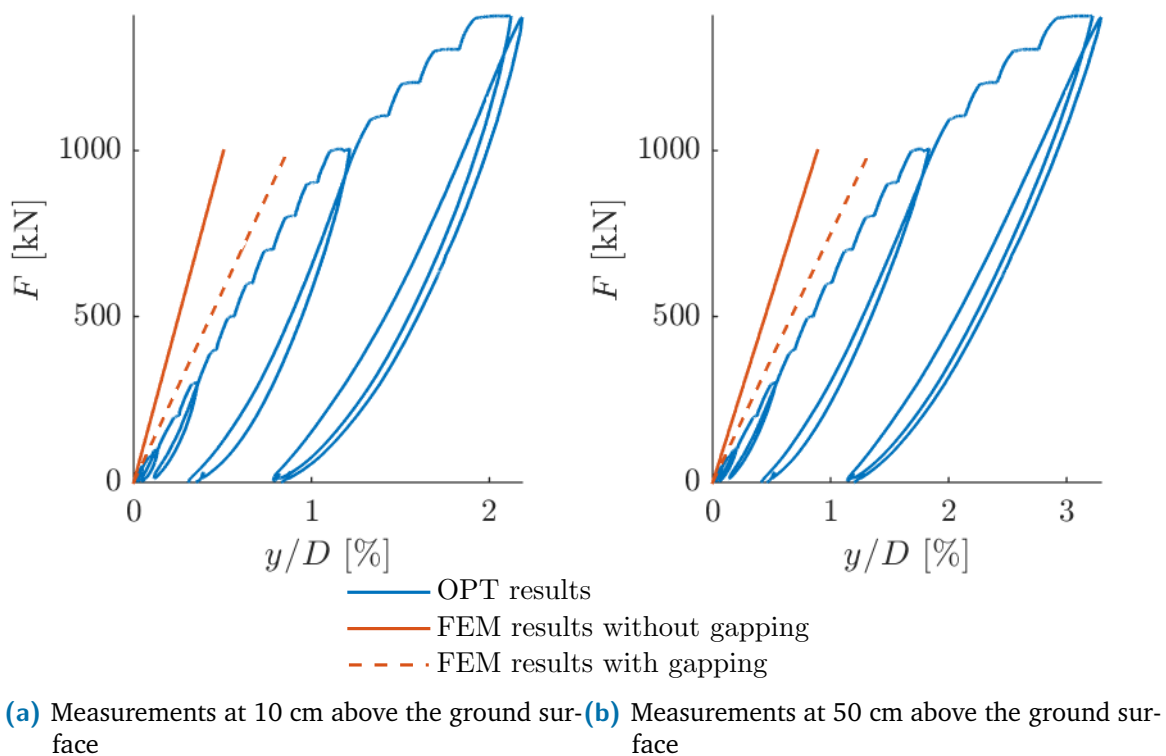 F [kN]
1000
500
0
0
1
2
y/D [%]
F [kN]
1000
500
0
0
1
2
3
y/D [%]
OPT results
FEM results without gapping
FEM results with gapping
(a) Measurements at 10 cm above the ground sur-
face
(b) Measurements at 50 cm above the ground sur-
face